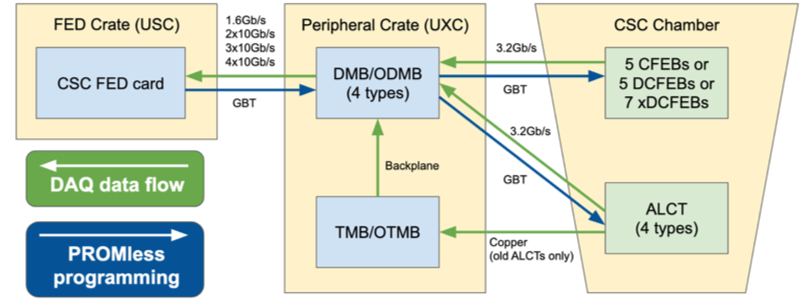 FED Crate (USC)
1.6Gb/s
2x10Gb/s
3x10Gb/s
4x10Gb/s
Peripheral Crate (UXC)
CSC Chamber
CSC FED card
GBT
DMB/ODMB
(4 types)
3.2Gb/s
GBT
5 CFEBs or
5 DCFEBs or
7 xDCFEBs
3.2Gb/s
GBT
Backplane
DAQ data flow
TMB/OTMB
Copper
(old ALCTs only)
ALCT
(4 types)
PROMless
programming